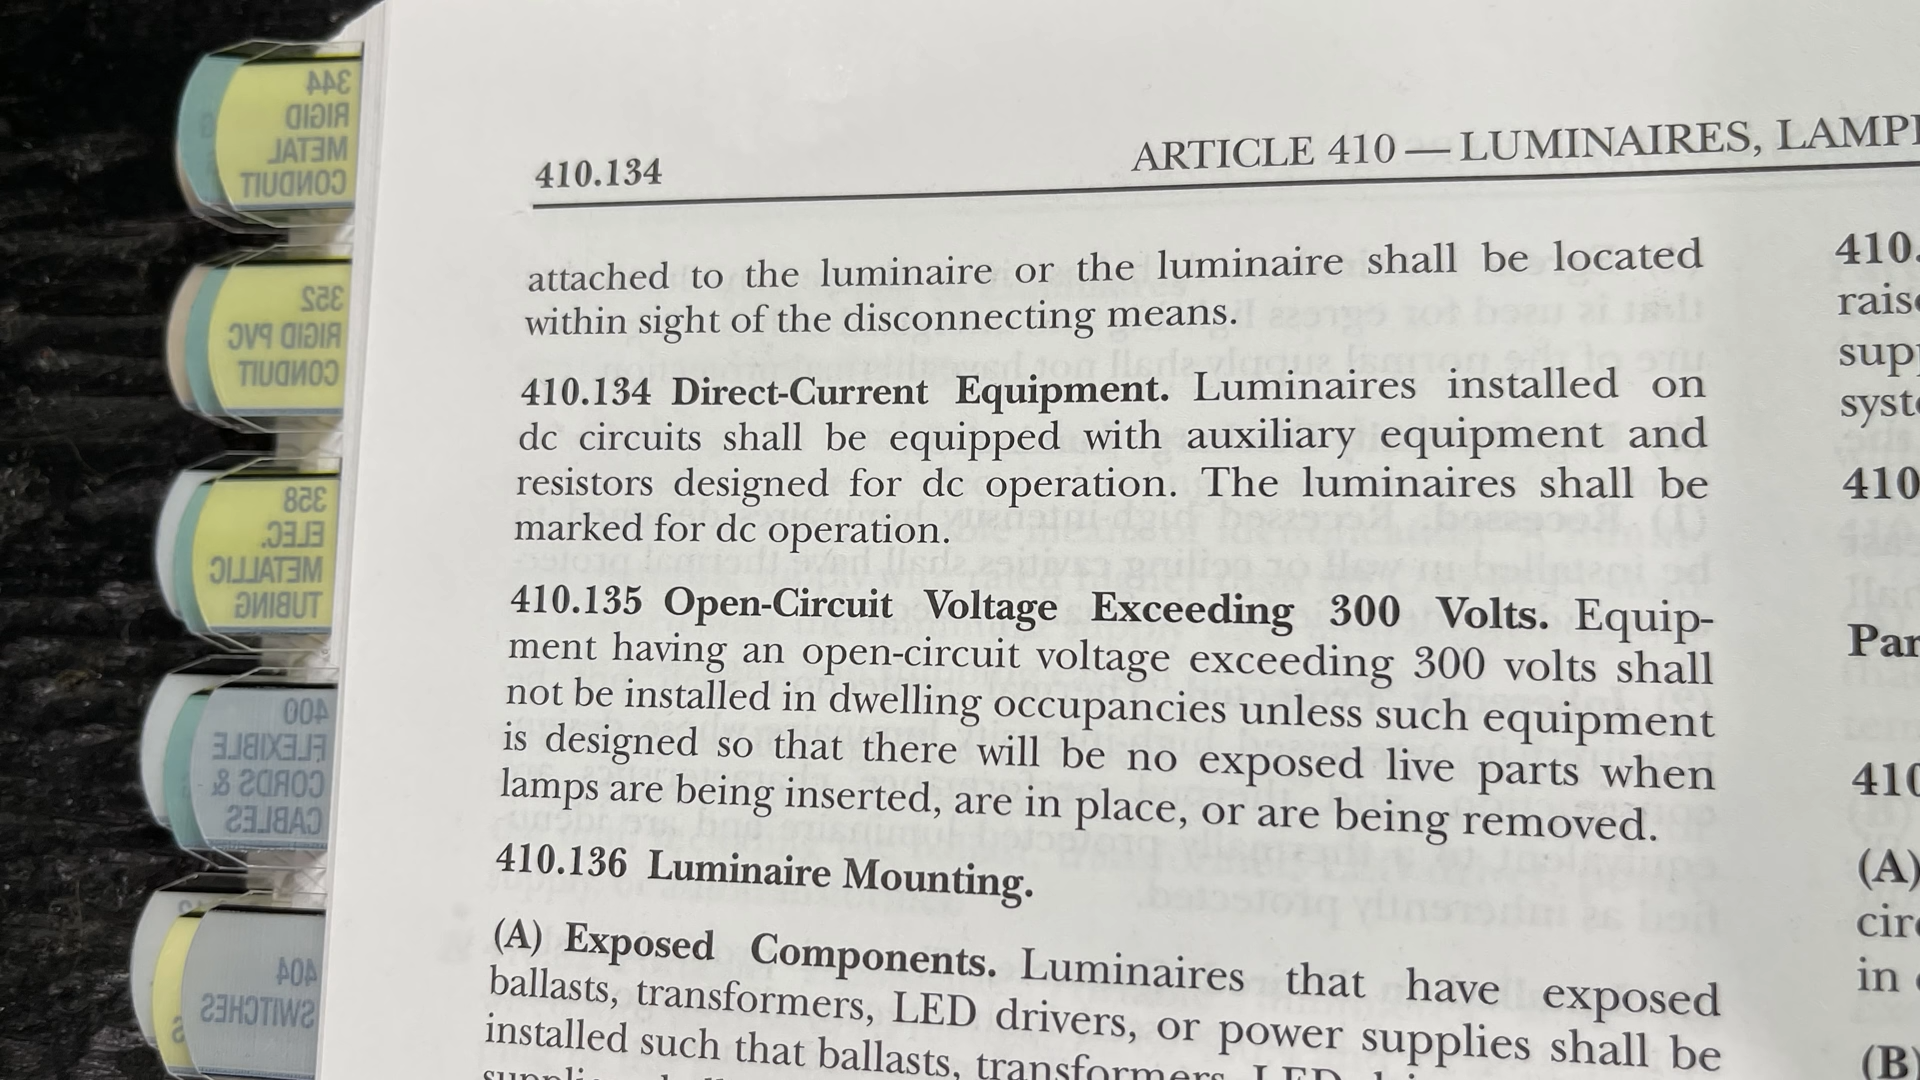 344
RIGID
METAL
CONDUIT
352
RIGID PVC
CONDUIT
358
ELEC.
METALLIC
TUBING
400
FLEXIBLE
CORDS &
CABLES
404
SWITCHES
410.134
ARTICLE 410 — LUMINAIRES,
attached to the luminaire or the luminaire shall be located
within sight of the disconnecting means.
410.134 Direct-Current Equipment. Luminaires installed on
dc circuits shall be equipped with auxiliary equipment and
resistors designed for dc operation. The luminaires shall be
marked for dc operation.
410.135 Open-Circuit Voltage Exceeding 300 Volts. Equip-
ment having an open-circuit voltage exceeding 300 volts shall
not be installed in dwelling occupancies unless such equipment
is designed so that there will be no exposed live parts when
lamps are being inserted, are in place, or are being removed.
410.136 Luminaire Mounting.
(A) Exposed Components. Luminaires that have exposed
ballasts, transformers, LED drivers, or power supplies shall be
installed such that ballasts, transformers, LED
410.
410
(A)
in
(B)